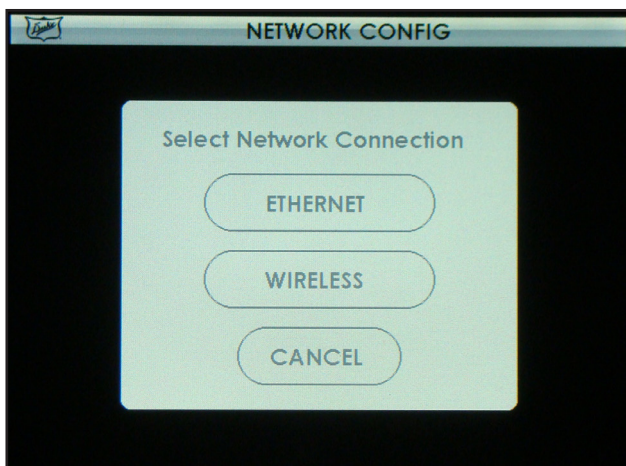 NETWORK CONFIG
Select Network Connection
ETHERNET
WIRELESS
CANCEL